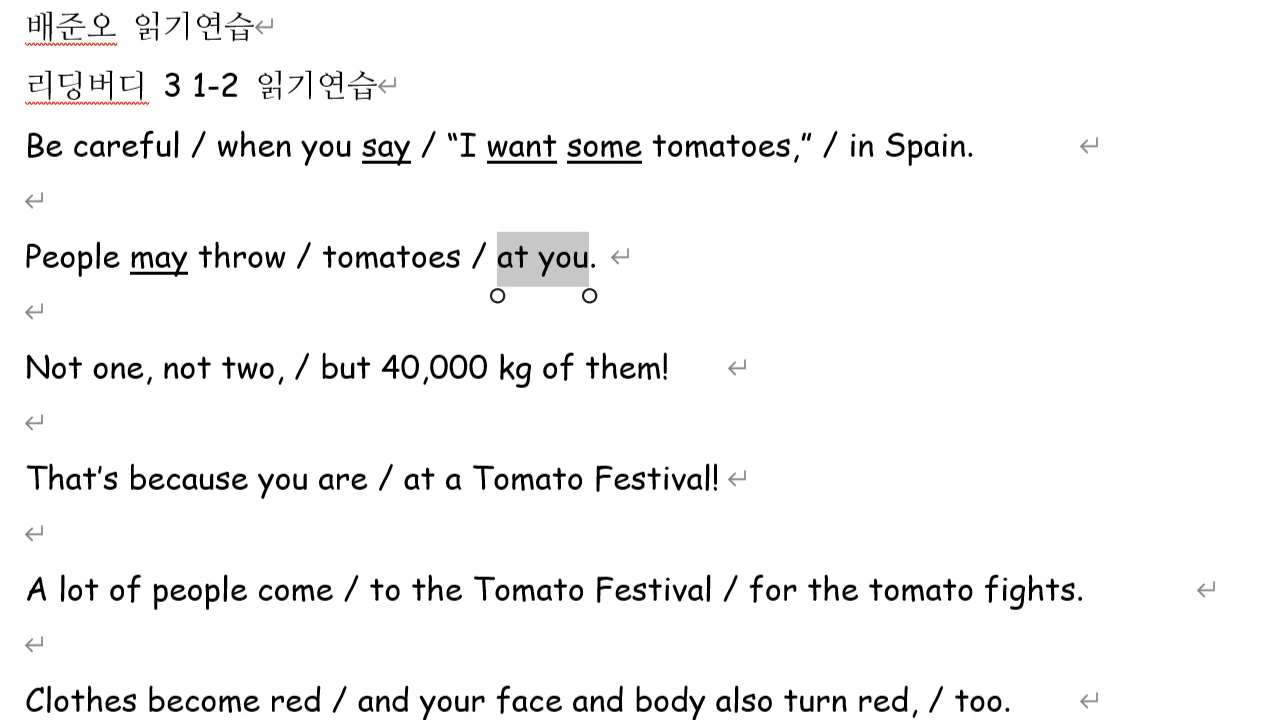 배준오 읽기연습
리딩버디 3 1-2 읽기연습
Be careful / when you say / “I want some tomatoes,” / in Spain.
People may throw / tomatoes / at you.
Not one, not two, / but 40,000 kg of them!
That’s because you are / at a Tomato Festival!
A lot of people come / to the Tomato Festival / for the tomato fights.
Clothes become red / and your face and body also turn red, / too.